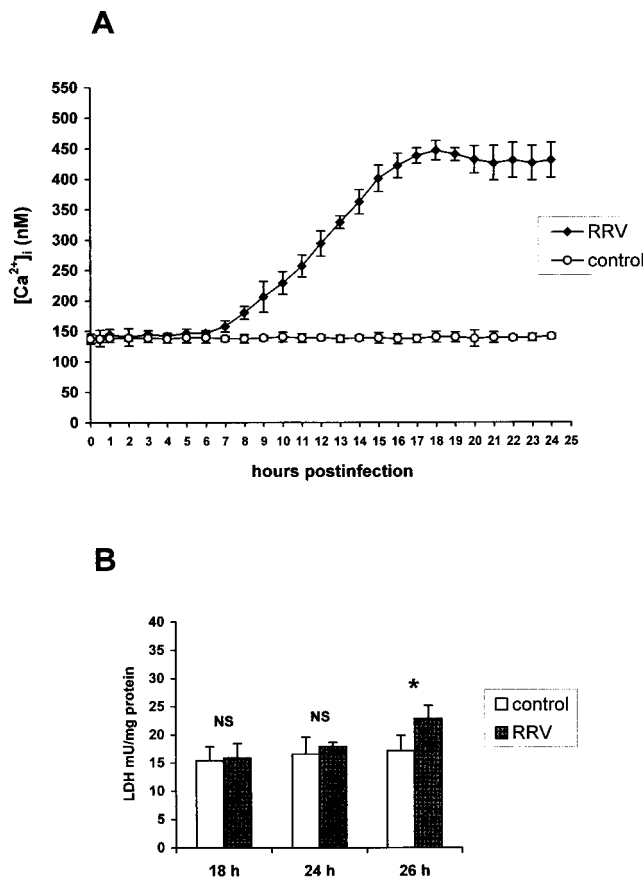 A
550
500
450
400
350
300
250
200
150
100
50
0
[Ca2+]i (nM)
0 1 2 3 4 5 6 7 8 9 10 11 12 13 14 15 16 17 18 19 20 21 22 23 24 25
hours postinfection
RRV
control
B
40
35
30
25
20
15
10
5
0
LDH mU/mg protein
NS
NS
*
18 h
24 h
26 h
control
RRV